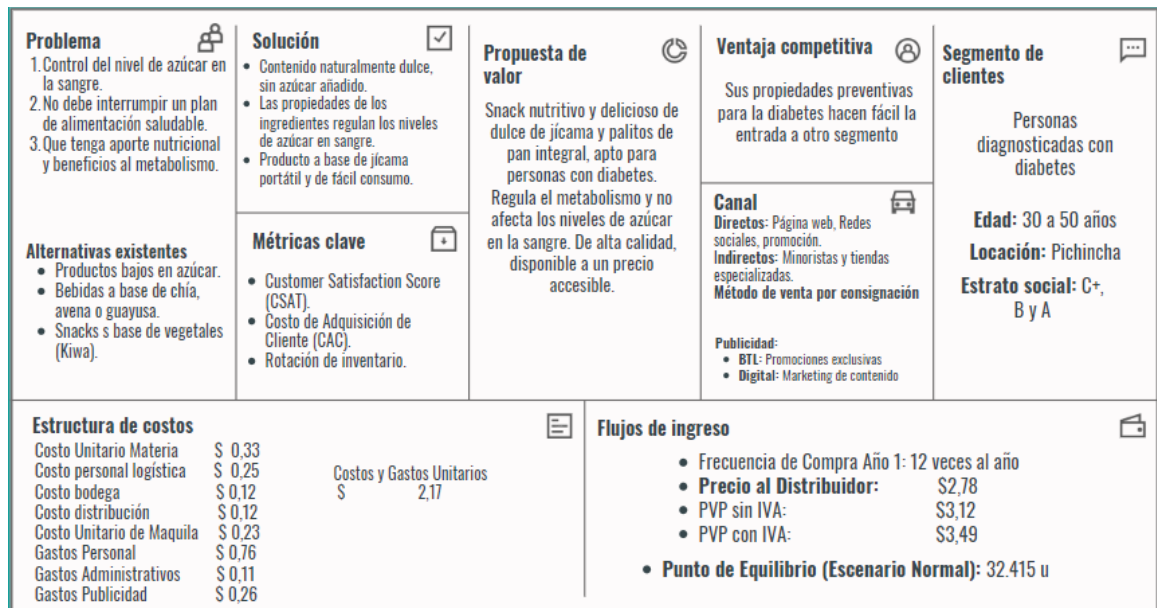 Problema
1. Control del nivel de azúcar en
la sangre.
2. No debe interrumpir un plan
de alimentación saludable.
3. Que tenga aporte nutricional
y beneficios al metabolismo.
Alternativas existentes
• Productos bajos en azúcar.
• Bebidas a base de chía,
avena o guayusa.
• Snacks s base de vegetales
(Kiwa).
Solución
• Contenido naturalmente dulce,
sin azúcar añadido.
• Las propiedades de los
ingredientes regulan los niveles
de azúcar en sangre.
• Producto a base de jícama
portátil y de fácil consumo.
Métricas clave
• Customer Satisfaction Score
(CSAT).
• Costo de Adquisición de
Cliente (CAC).
• Rotación de inventario.
Propuesta de
valor
Snack nutritivo y delicioso de
dulce de jícama y palitos de
pan integral, apto para
personas con diabetes.
Regula el metabolismo y no
afecta los niveles de azúcar
en la sangre. De alta calidad,
disponible a un precio
accesible.
Ventaja competitiva
Sus propiedades preventivas
para la diabetes hacen fácil la
entrada a otro segmento
Canal
Directos: Página web, Redes
sociales, promoción.
Indirectos: Minoristas y tiendas
especializadas.
Método de venta por consignación
Publicidad:
• BTL: Promociones exclusivas
• Digital: Marketing de contenido
Segmento de
clientes
Personas
diagnosticadas con
diabetes
Edad: 30 a 50 años
Locación: Pichincha
Estrato social: C+,
B y A
Estructura de costos
Costo Unitario Materia $ 0,33
Costo personal logística $ 0,25
Costo bodega $ 0,12
Costo distribución $ 0,12
Costo Unitario de Maquila $ 0,23
Gastos Personal $ 0,76
Gastos Administrativos $ 0,11
Gastos Publicidad $ 0,26
Costos y Gastos Unitarios
$ 2,17
Flujos de ingreso
• Frecuencia de Compra Año 1: 12 veces al año
• Precio al Distribuidor: $2,78
• PVP sin IVA: $3,12
• PVP con IVA: $3,49
• Punto de Equilibrio (Escenario Normal): 32.415 u